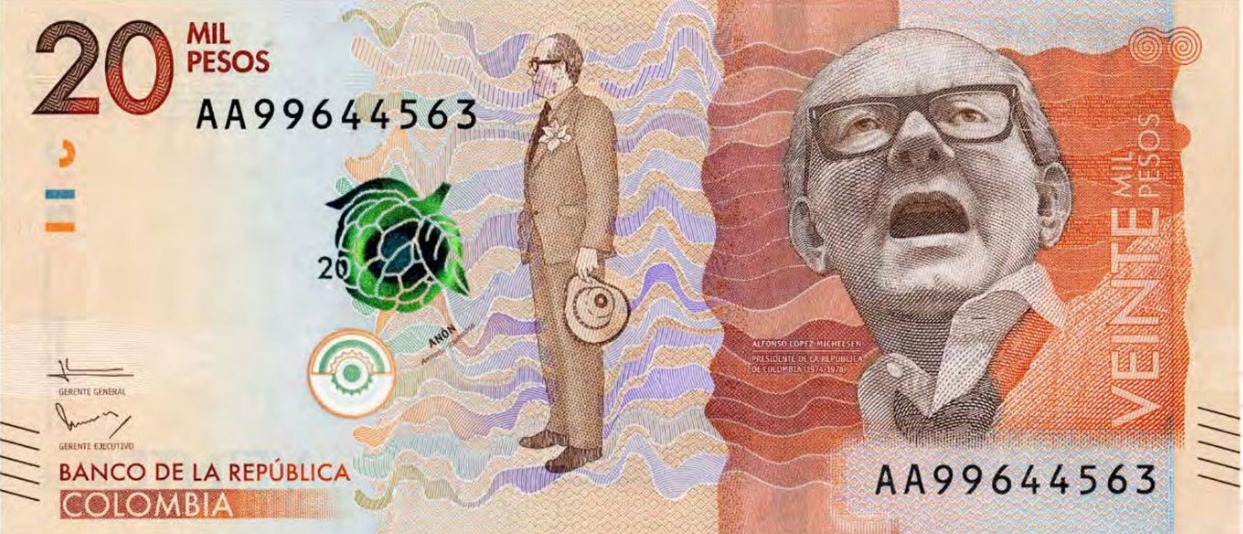 20 MIL
PESOS
AA99644563
20
ANÓN
ALFONSO LÓPEZ MICHELSEN
PRESIDENTE DE LA REPÚBLICA
DE COLOMBIA (1974-1978)
VEINTE MIL
PESOS
GERENTE GENERAL
GERENTE EJECUTIVO
BANCO DE LA REPÚBLICA
COLOMBIA
AA99644563